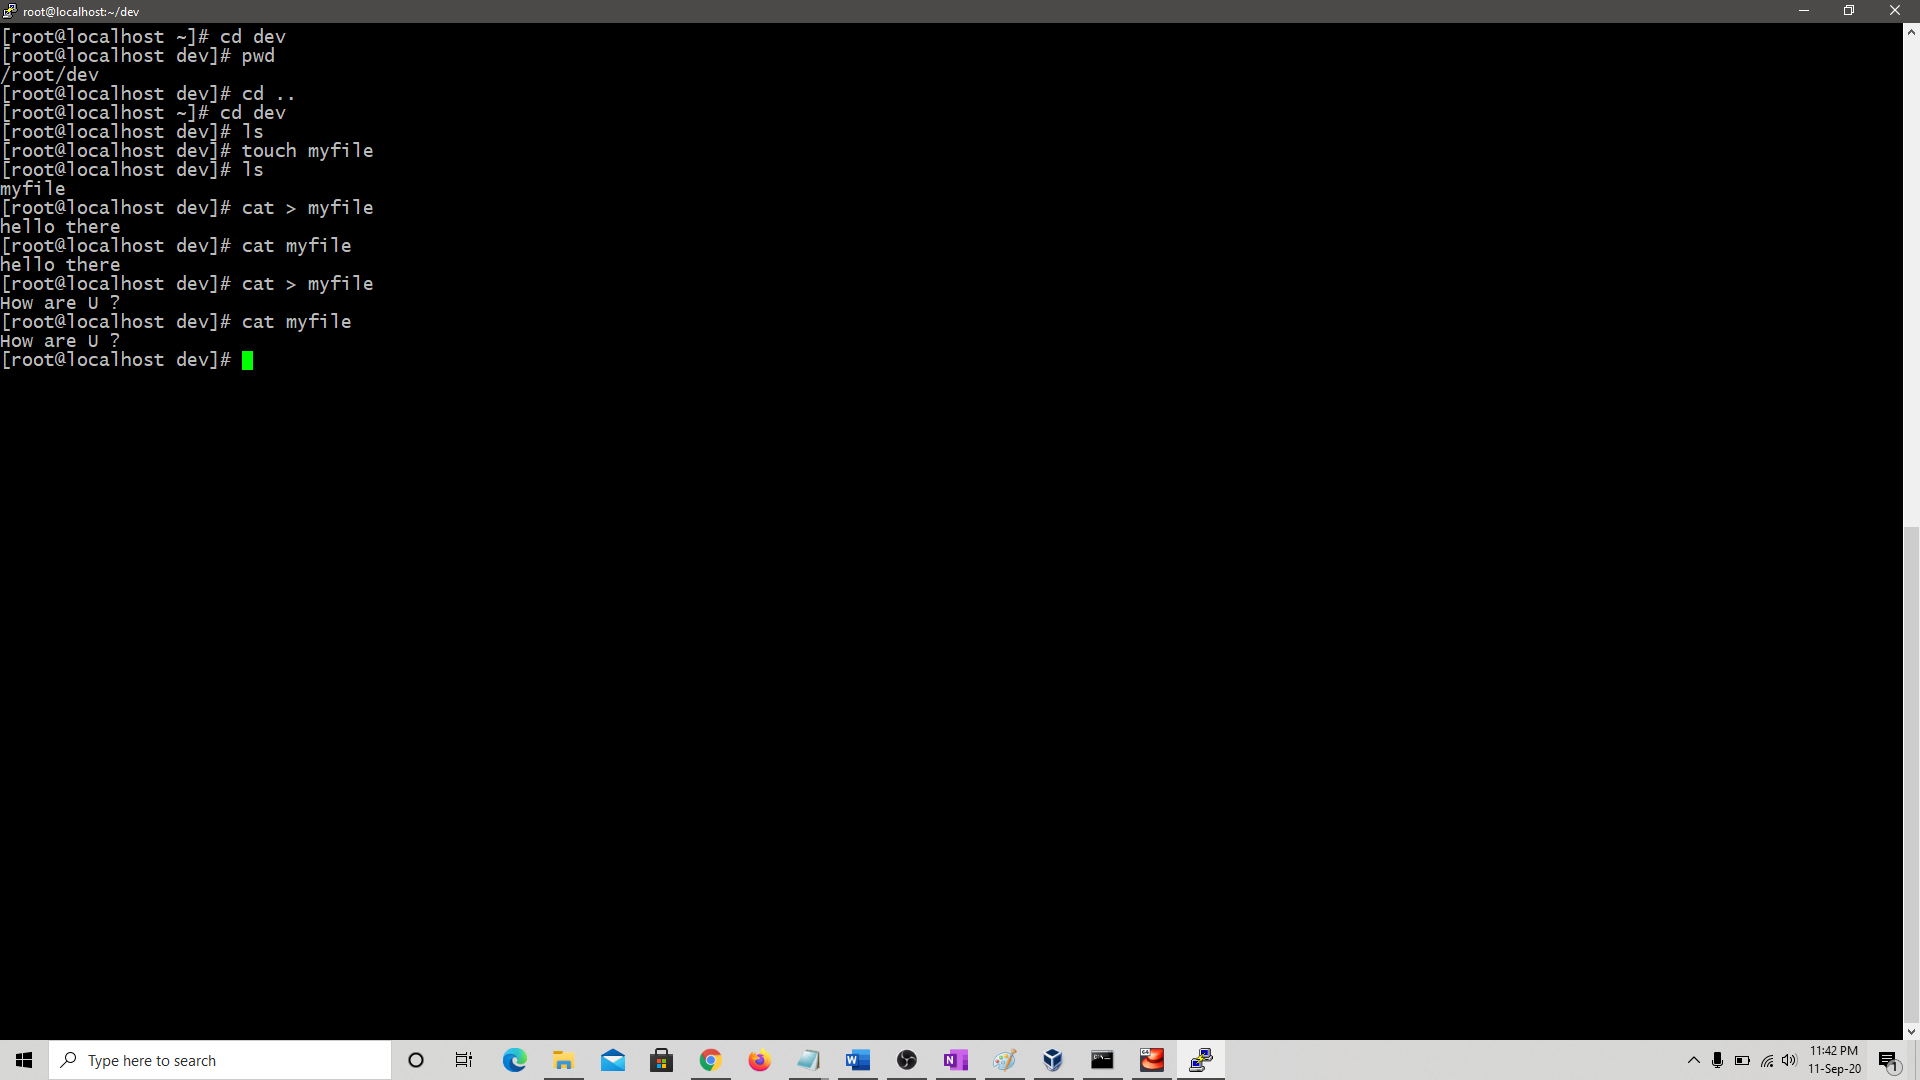 root@localhost:~/dev
[root@localhost ~]# cd dev
[root@localhost dev]# pwd
/root/dev
[root@localhost dev]# cd ..
[root@localhost ~]# cd dev
[root@localhost dev]# ls
[root@localhost dev]# touch myfile
[root@localhost dev]# ls
myfile
[root@localhost dev]# cat > myfile
hello there
[root@localhost dev]# cat myfile
hello there
[root@localhost dev]# cat > myfile
How are U ?
[root@localhost dev]# cat myfile
How are U ?
[root@localhost dev]#
Type here to search
11:42 PM
11-Sep-20
1